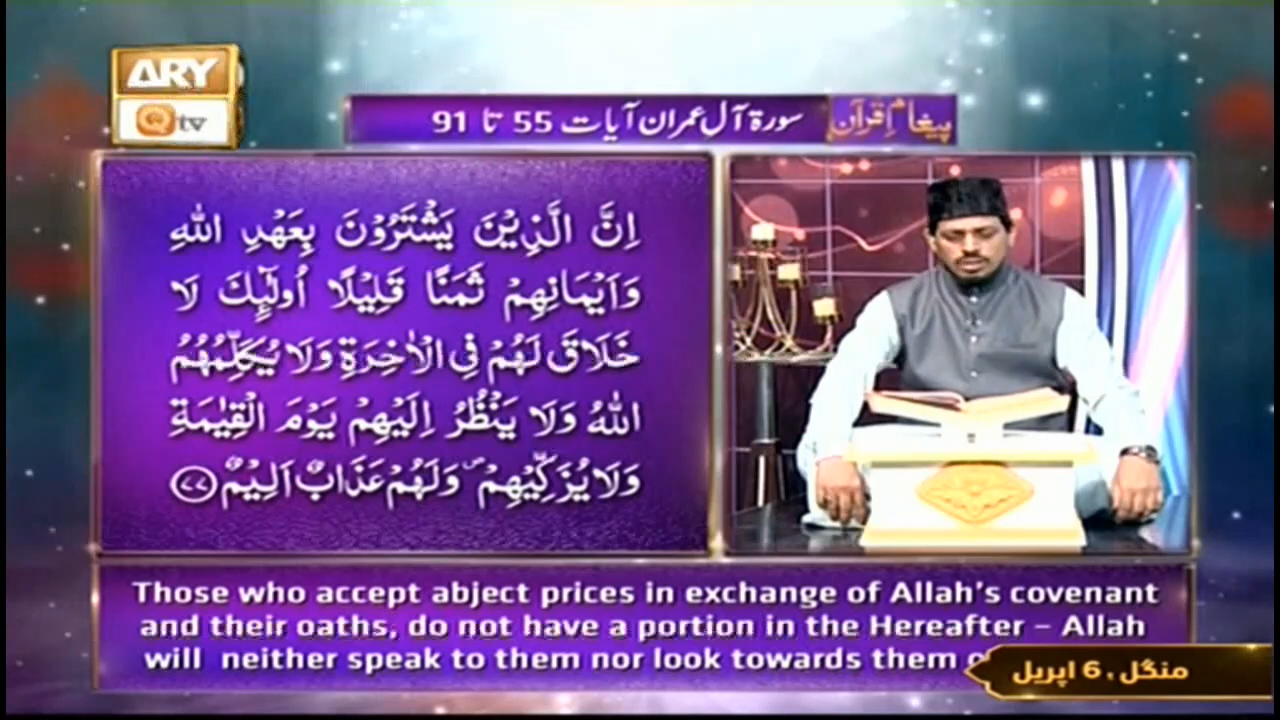 ARY
Qtv
پیغام قرآن
سورۃ آل عمران آیات 55 تا 91
اِنَّ الَّذِيْنَ يَشْتَرُوْنَ بِعَهْدِ اللّٰهِ
وَاَيْمَانِهِمْ ثَمَنًا قَلِيْلًا اُولٰٓئِكَ لَا
خَلَاقَ لَهُمْ فِي الْاٰخِرَةِ وَلَا يُكَلِّمُهُمُ
اللّٰهُ وَلَا يَنْظُرُ اِلَيْهِمْ يَوْمَ الْقِيٰمَةِ
وَلَا يُزَكِّيْهِمْ ۪ وَلَهُمْ عَذَابٌ اَلِيْمٌ ﴿۷۷﴾
Those who accept abject prices in exchange of Allah's covenant
and their oaths, do not have a portion in the Hereafter – Allah
will neither speak to them nor look towards them
منگل ، 6 اپریل